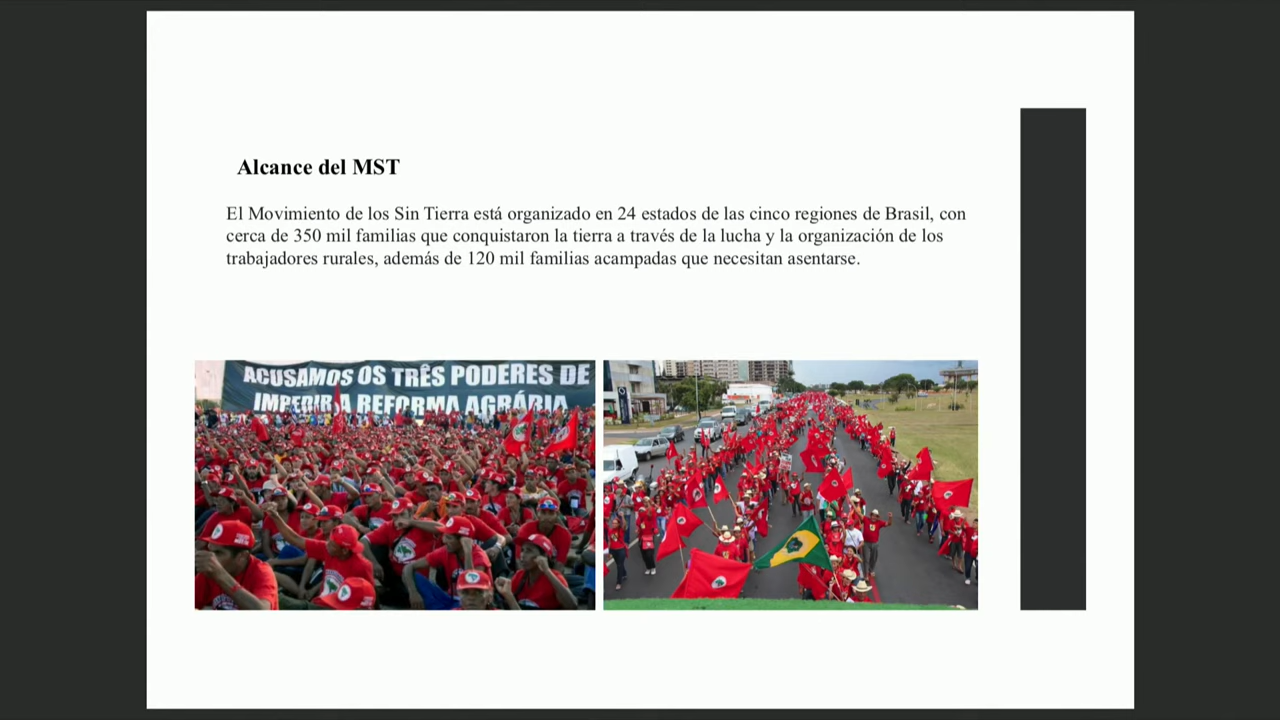 Alcance del MST
El Movimiento de los Sin Tierra está organizado en 24 estados de las cinco regiones de Brasil, con
cerca de 350 mil familias que conquistaron la tierra a través de la lucha y la organización de los
trabajadores rurales, además de 120 mil familias acampadas que necesitan asentarse.
ACUSAMOS OS TRÊS PODERES DE
IMPEDIR A REFORMA AGRÁRIA